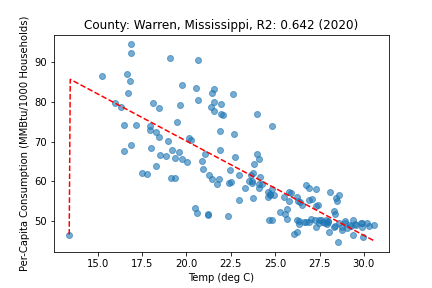 County: Warren, Mississippi, R2: 0.642 (2020)
Per-Capita Consumption (MMBtu/1000 Households)
90
80
70
60
50
15.0 17.5 20.0 22.5 25.0 27.5 30.0
Temp (deg C)